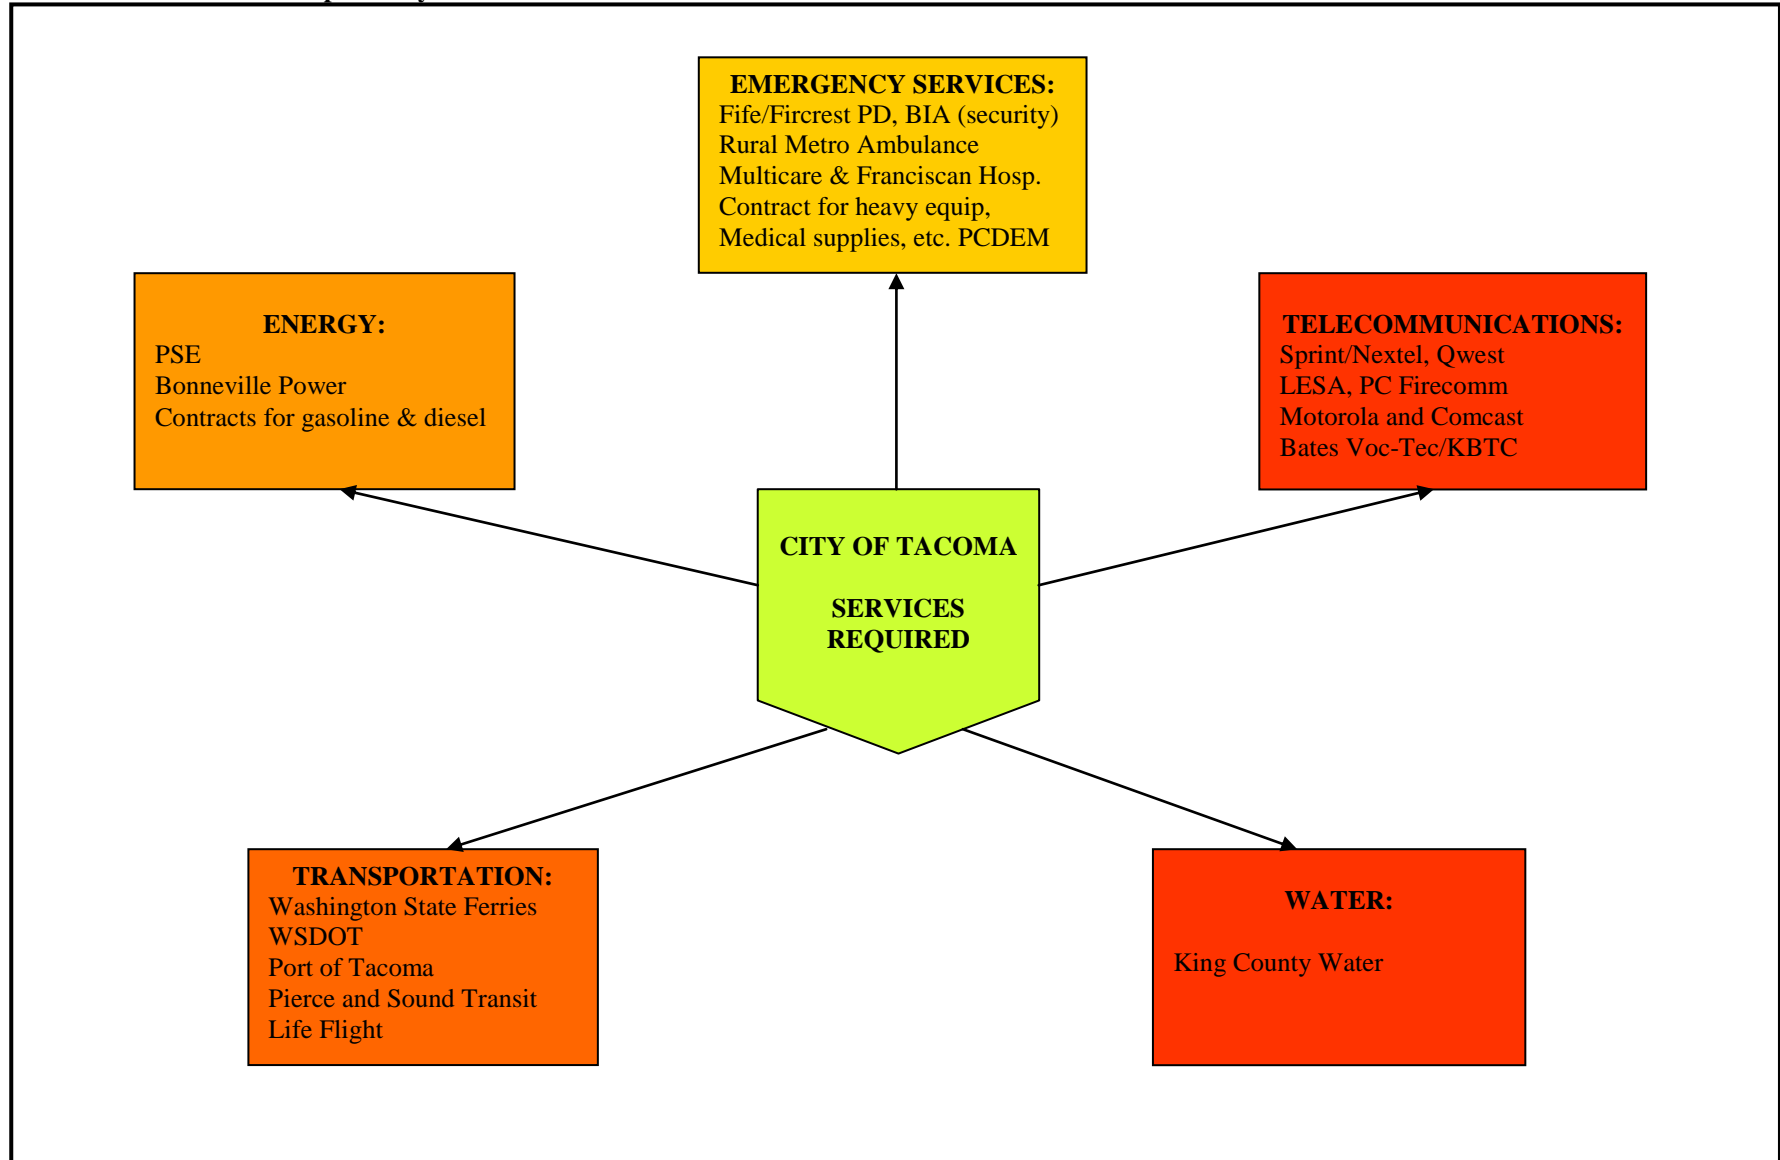 EMERGENCY SERVICES:
Fife/Fircrest PD, BIA (security)
Rural Metro Ambulance
Multicare & Franciscan Hosp.
Contract for heavy equip,
Medical supplies, etc. PCDEM
ENERGY:
PSE
Bonneville Power
Contracts for gasoline & diesel
TELECOMMUNICATIONS:
Sprint/Nextel, Qwest
LESA, PC Firecomm
Motorola and Comcast
Bates Voc-Tec/KBTC
CITY OF TACOMA
SERVICES
REQUIRED
TRANSPORTATION:
Washington State Ferries
WSDOT
Port of Tacoma
Pierce and Sound Transit
Life Flight
WATER:
King County Water